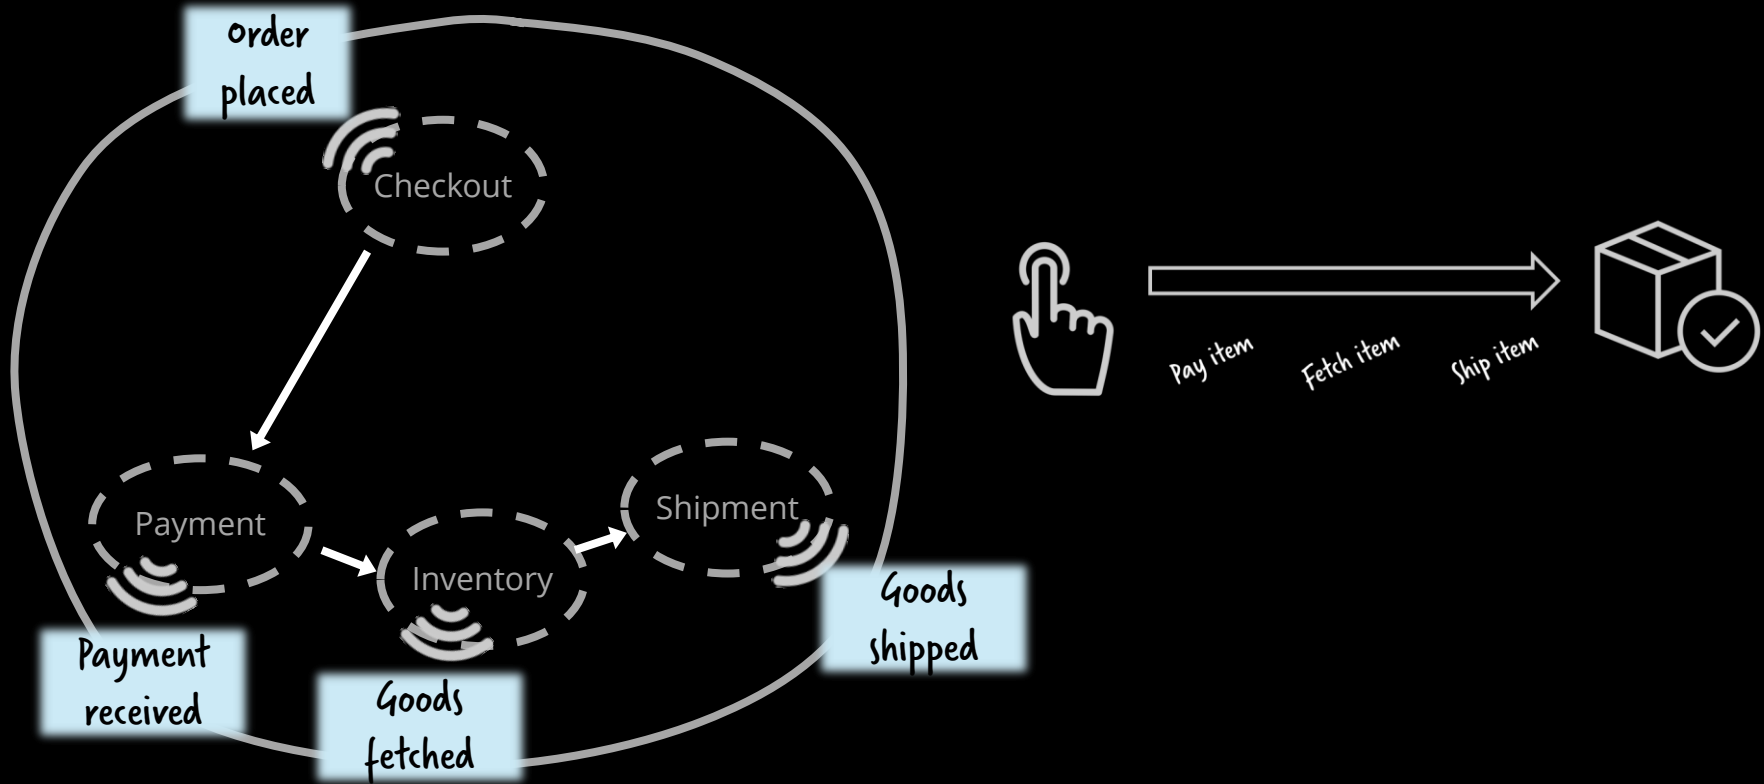 Order
placed
Checkout
Payment
Inventory
Shipment
Payment
received
Goods
fetched
Goods
shipped
Pay item
Fetch item
Ship item